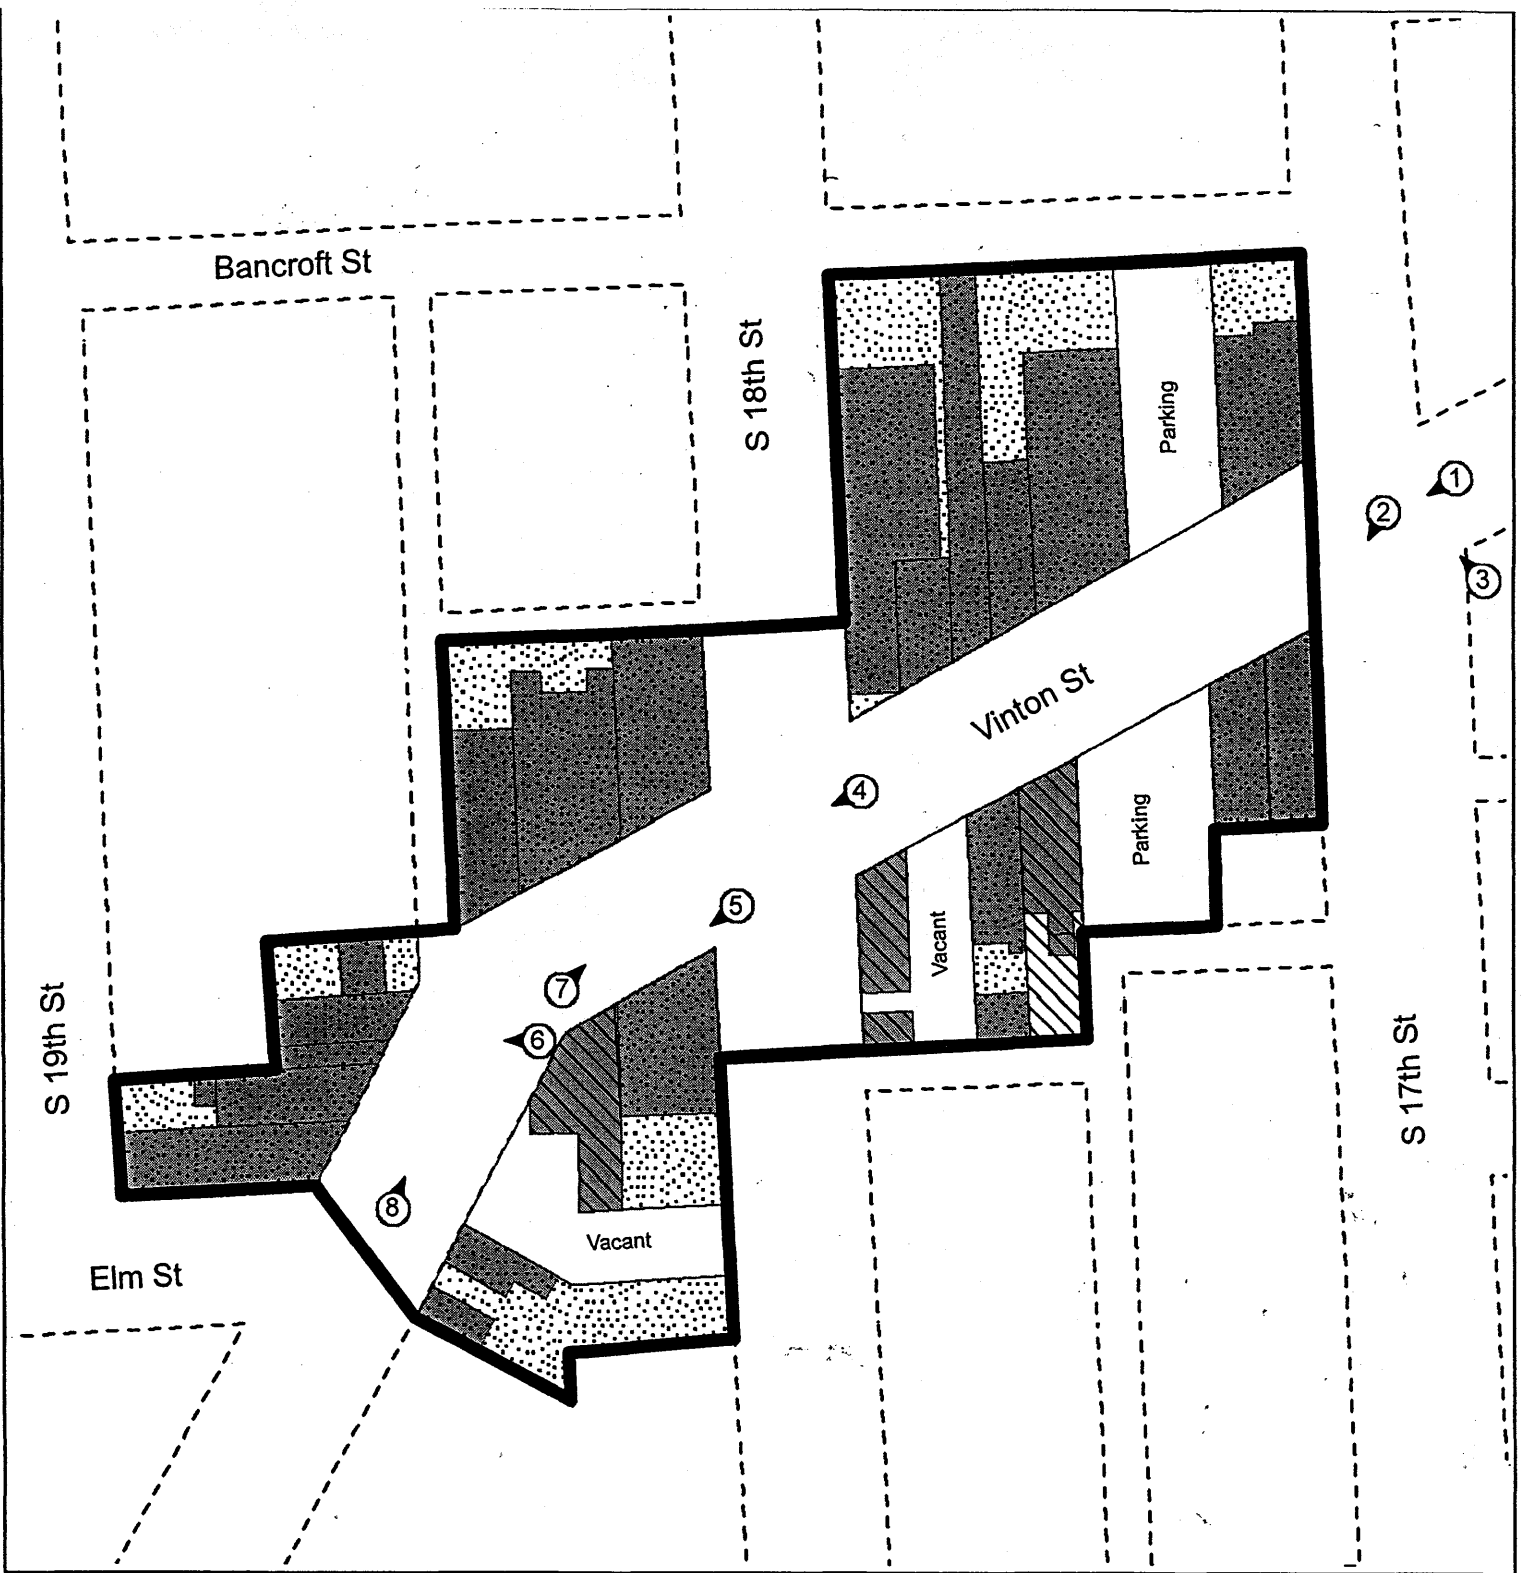 Bancroft St
S 18th St
Parking
1
2
3
Vinton St
4
Parking
5
Vacant
7
6
S 19th St
S 17th St
8
Vacant
Elm St